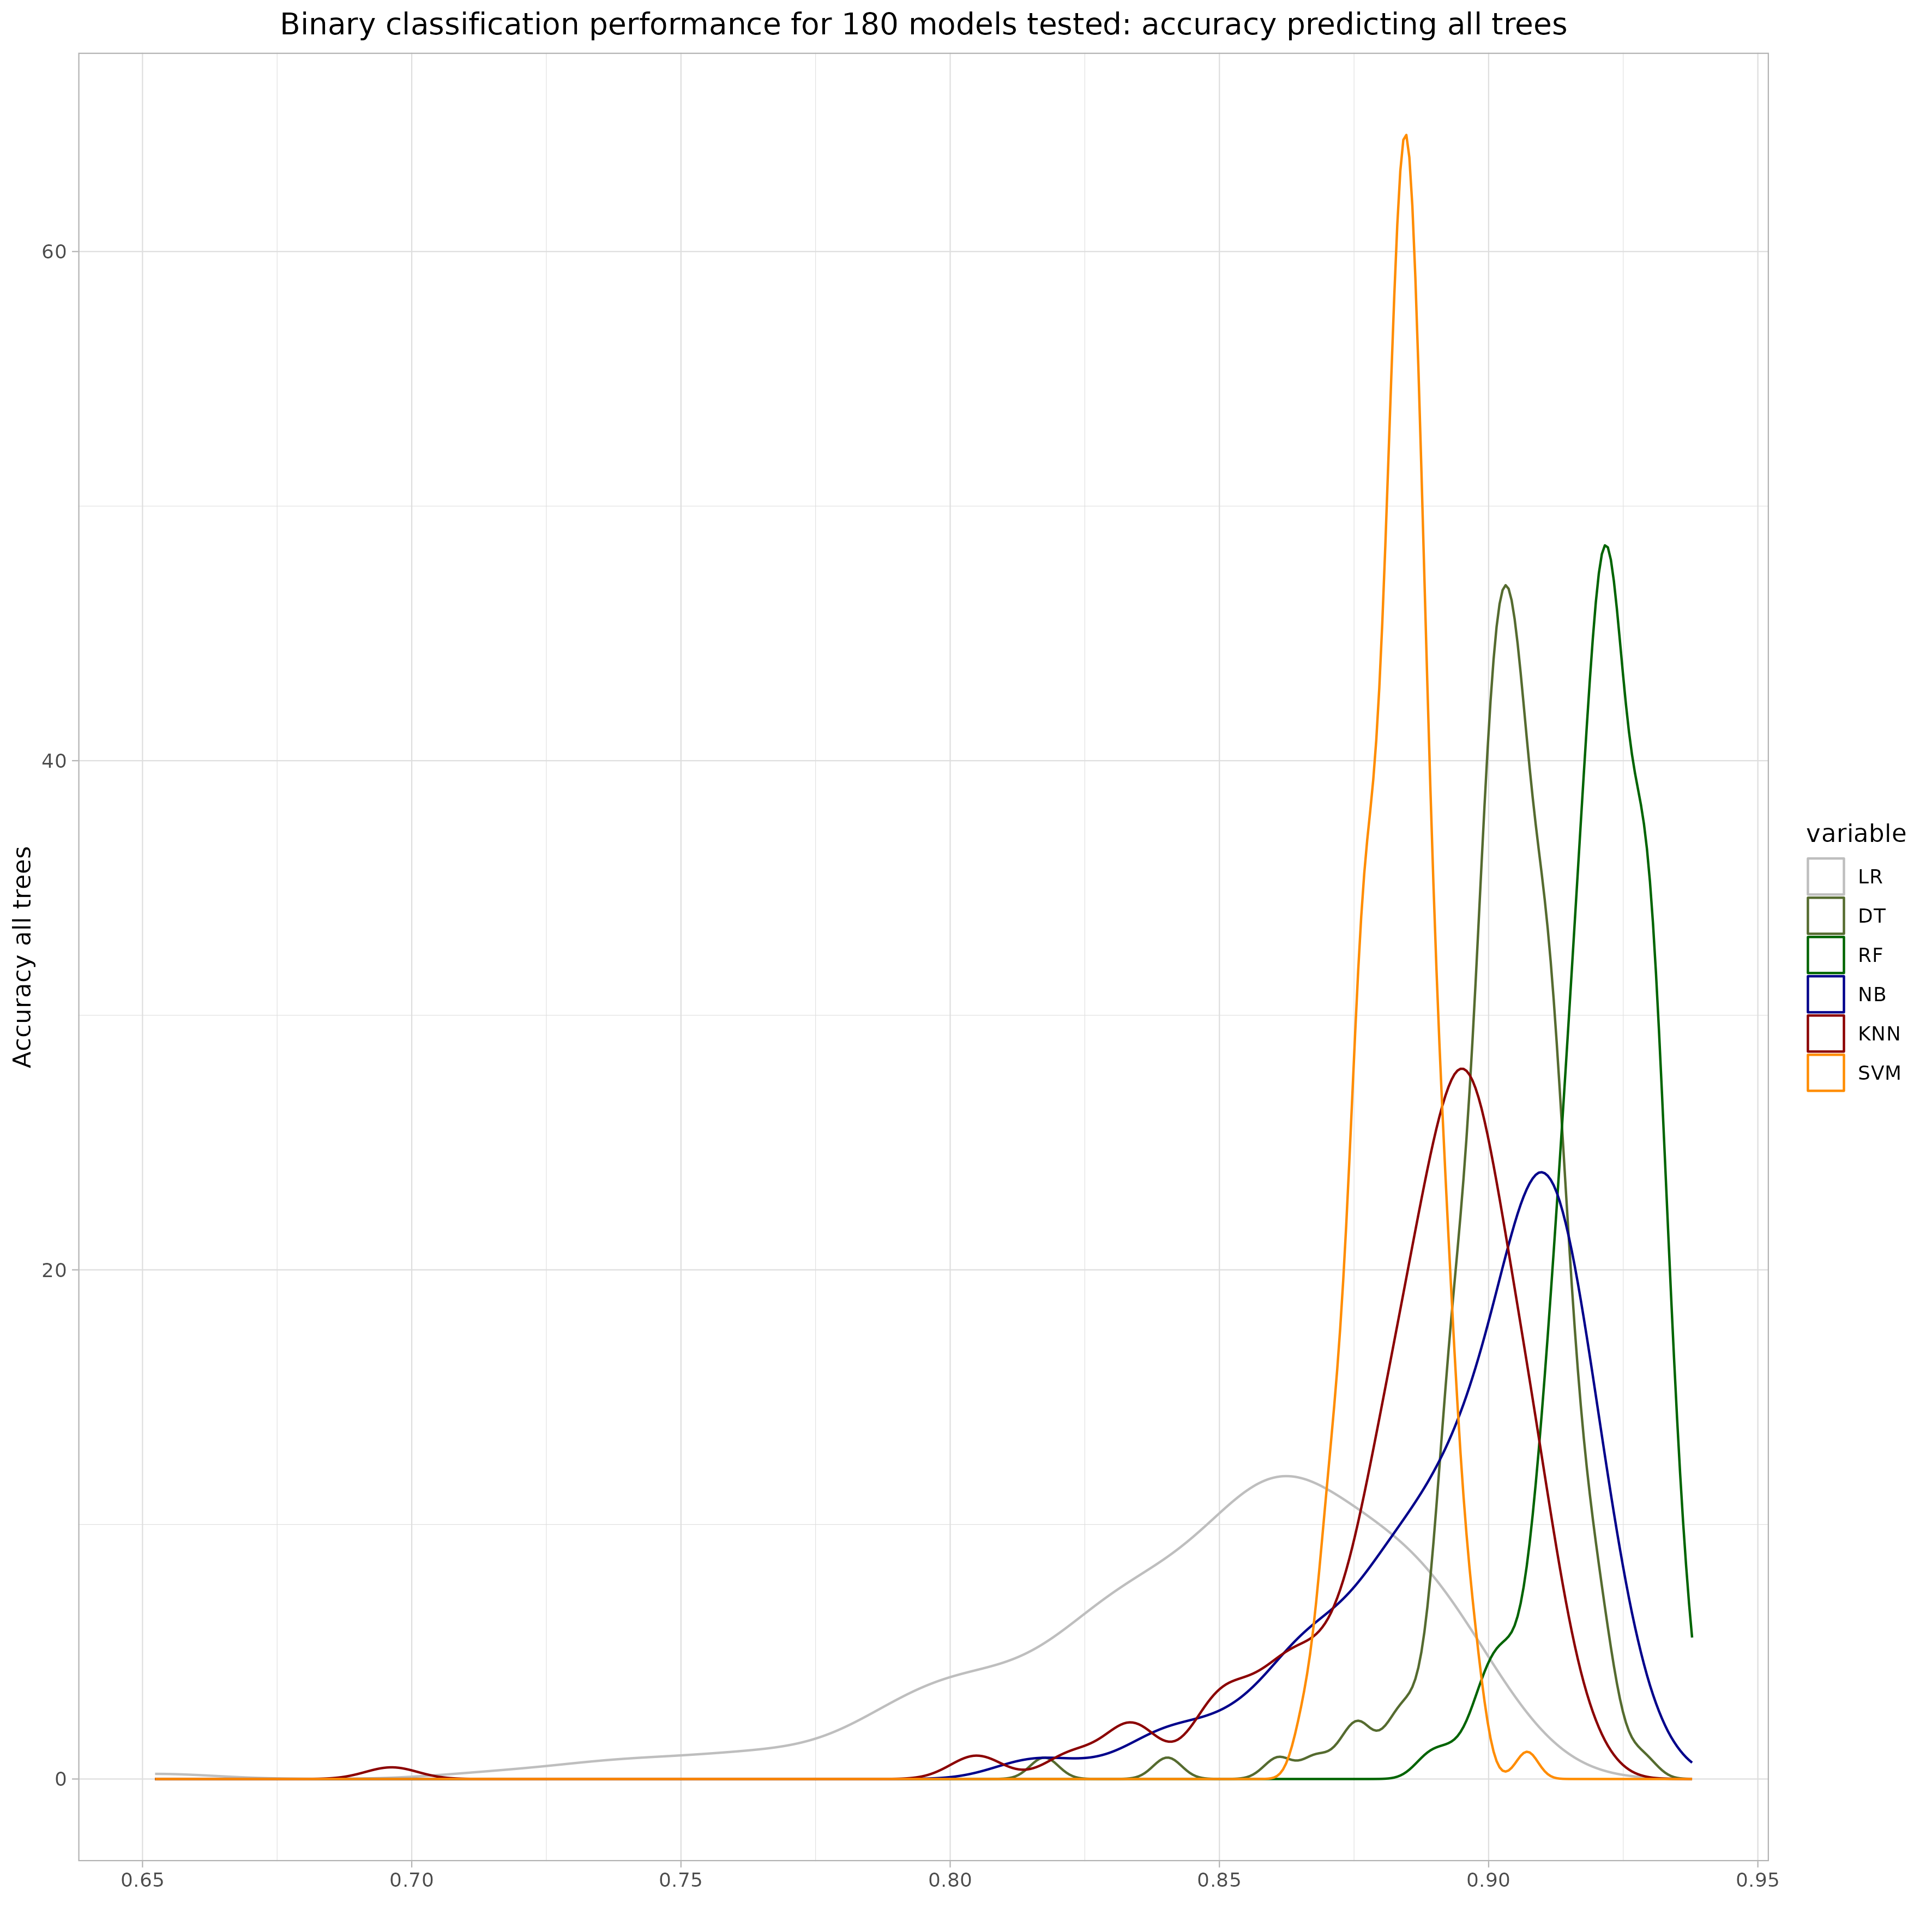 Binary classification performance for 180 models tested: accuracy predicting all trees
60
40
20
0
Accuracy all trees
0.65 0.70 0.75 0.80 0.85 0.90 0.95
variable
LR
DT
RF
NB
KNN
SVM